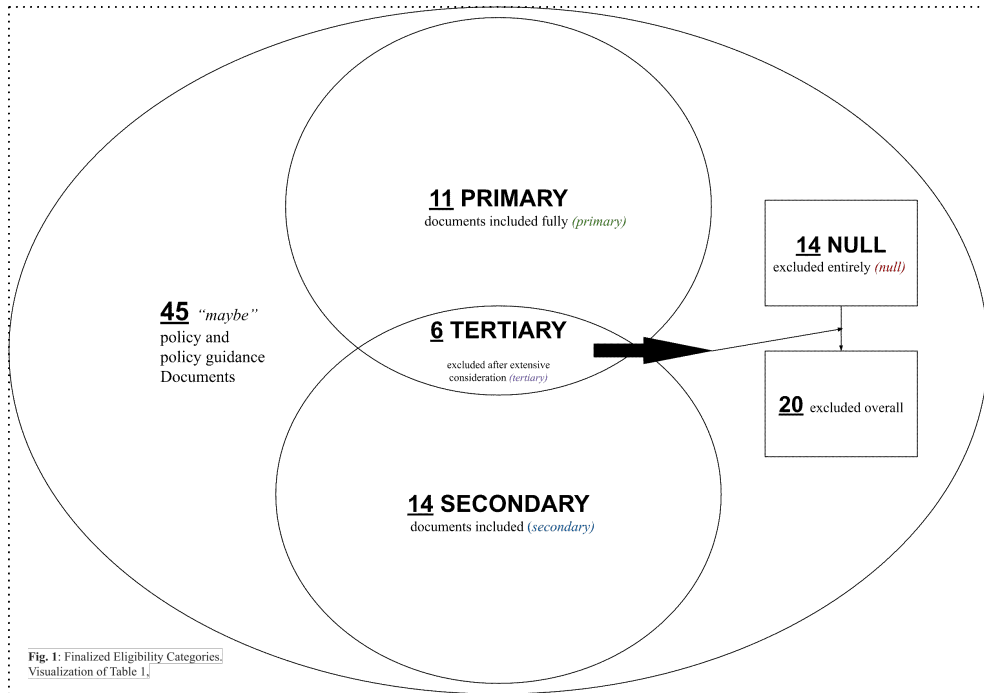 11 PRIMARY
documents included fully (primary)
14 NULL
excluded entirely (null)
45 “maybe”
policy and
policy guidance
Documents
6 TERTIARY
excluded after extensive
consideration (tertiary)
20 excluded overall
14 SECONDARY
documents included (secondary)
Fig. 1: Finalized Eligibility Categories.
Visualization of Table 1,